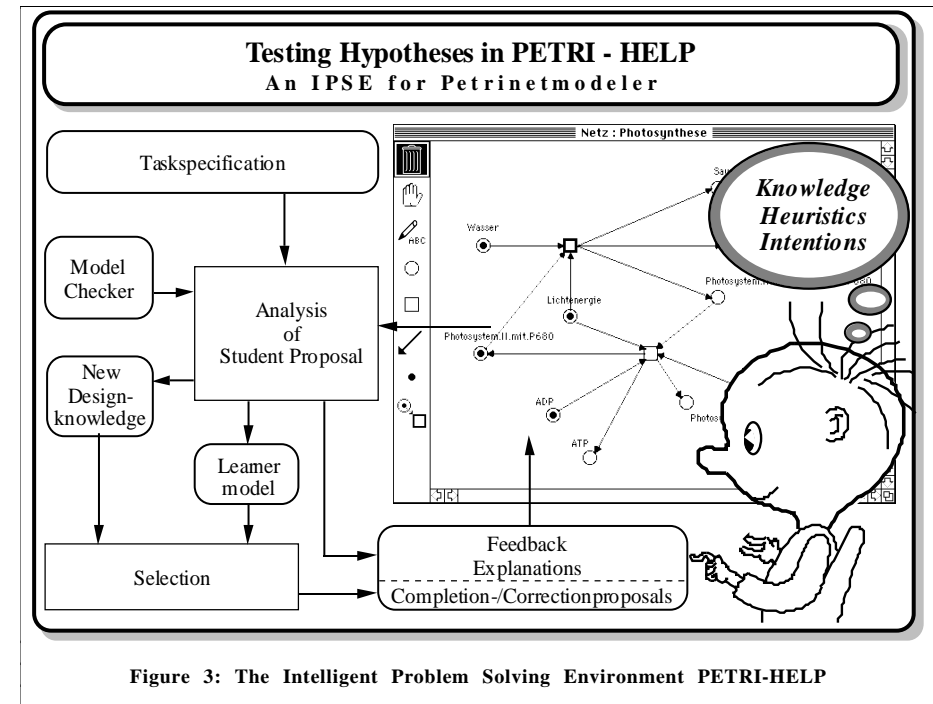 Testing Hypotheses in PETRI - HELP
An IPSE for Petrinetmodeler
Taskspecification
Model
Checker
Analysis
of
Student Proposal
New
Design-
knowledge
Learner
model
Selection
Feedback
Explanations
Completion-/Correctionproposals
Netz : Photosynthese
ABC
Wasser
Lichtenergie
Photosystem.II.mit.P680
ADP
ATP
Knowledge
Heuristics
Intentions
Figure 3: The Intelligent Problem Solving Environment PETRI-HELP